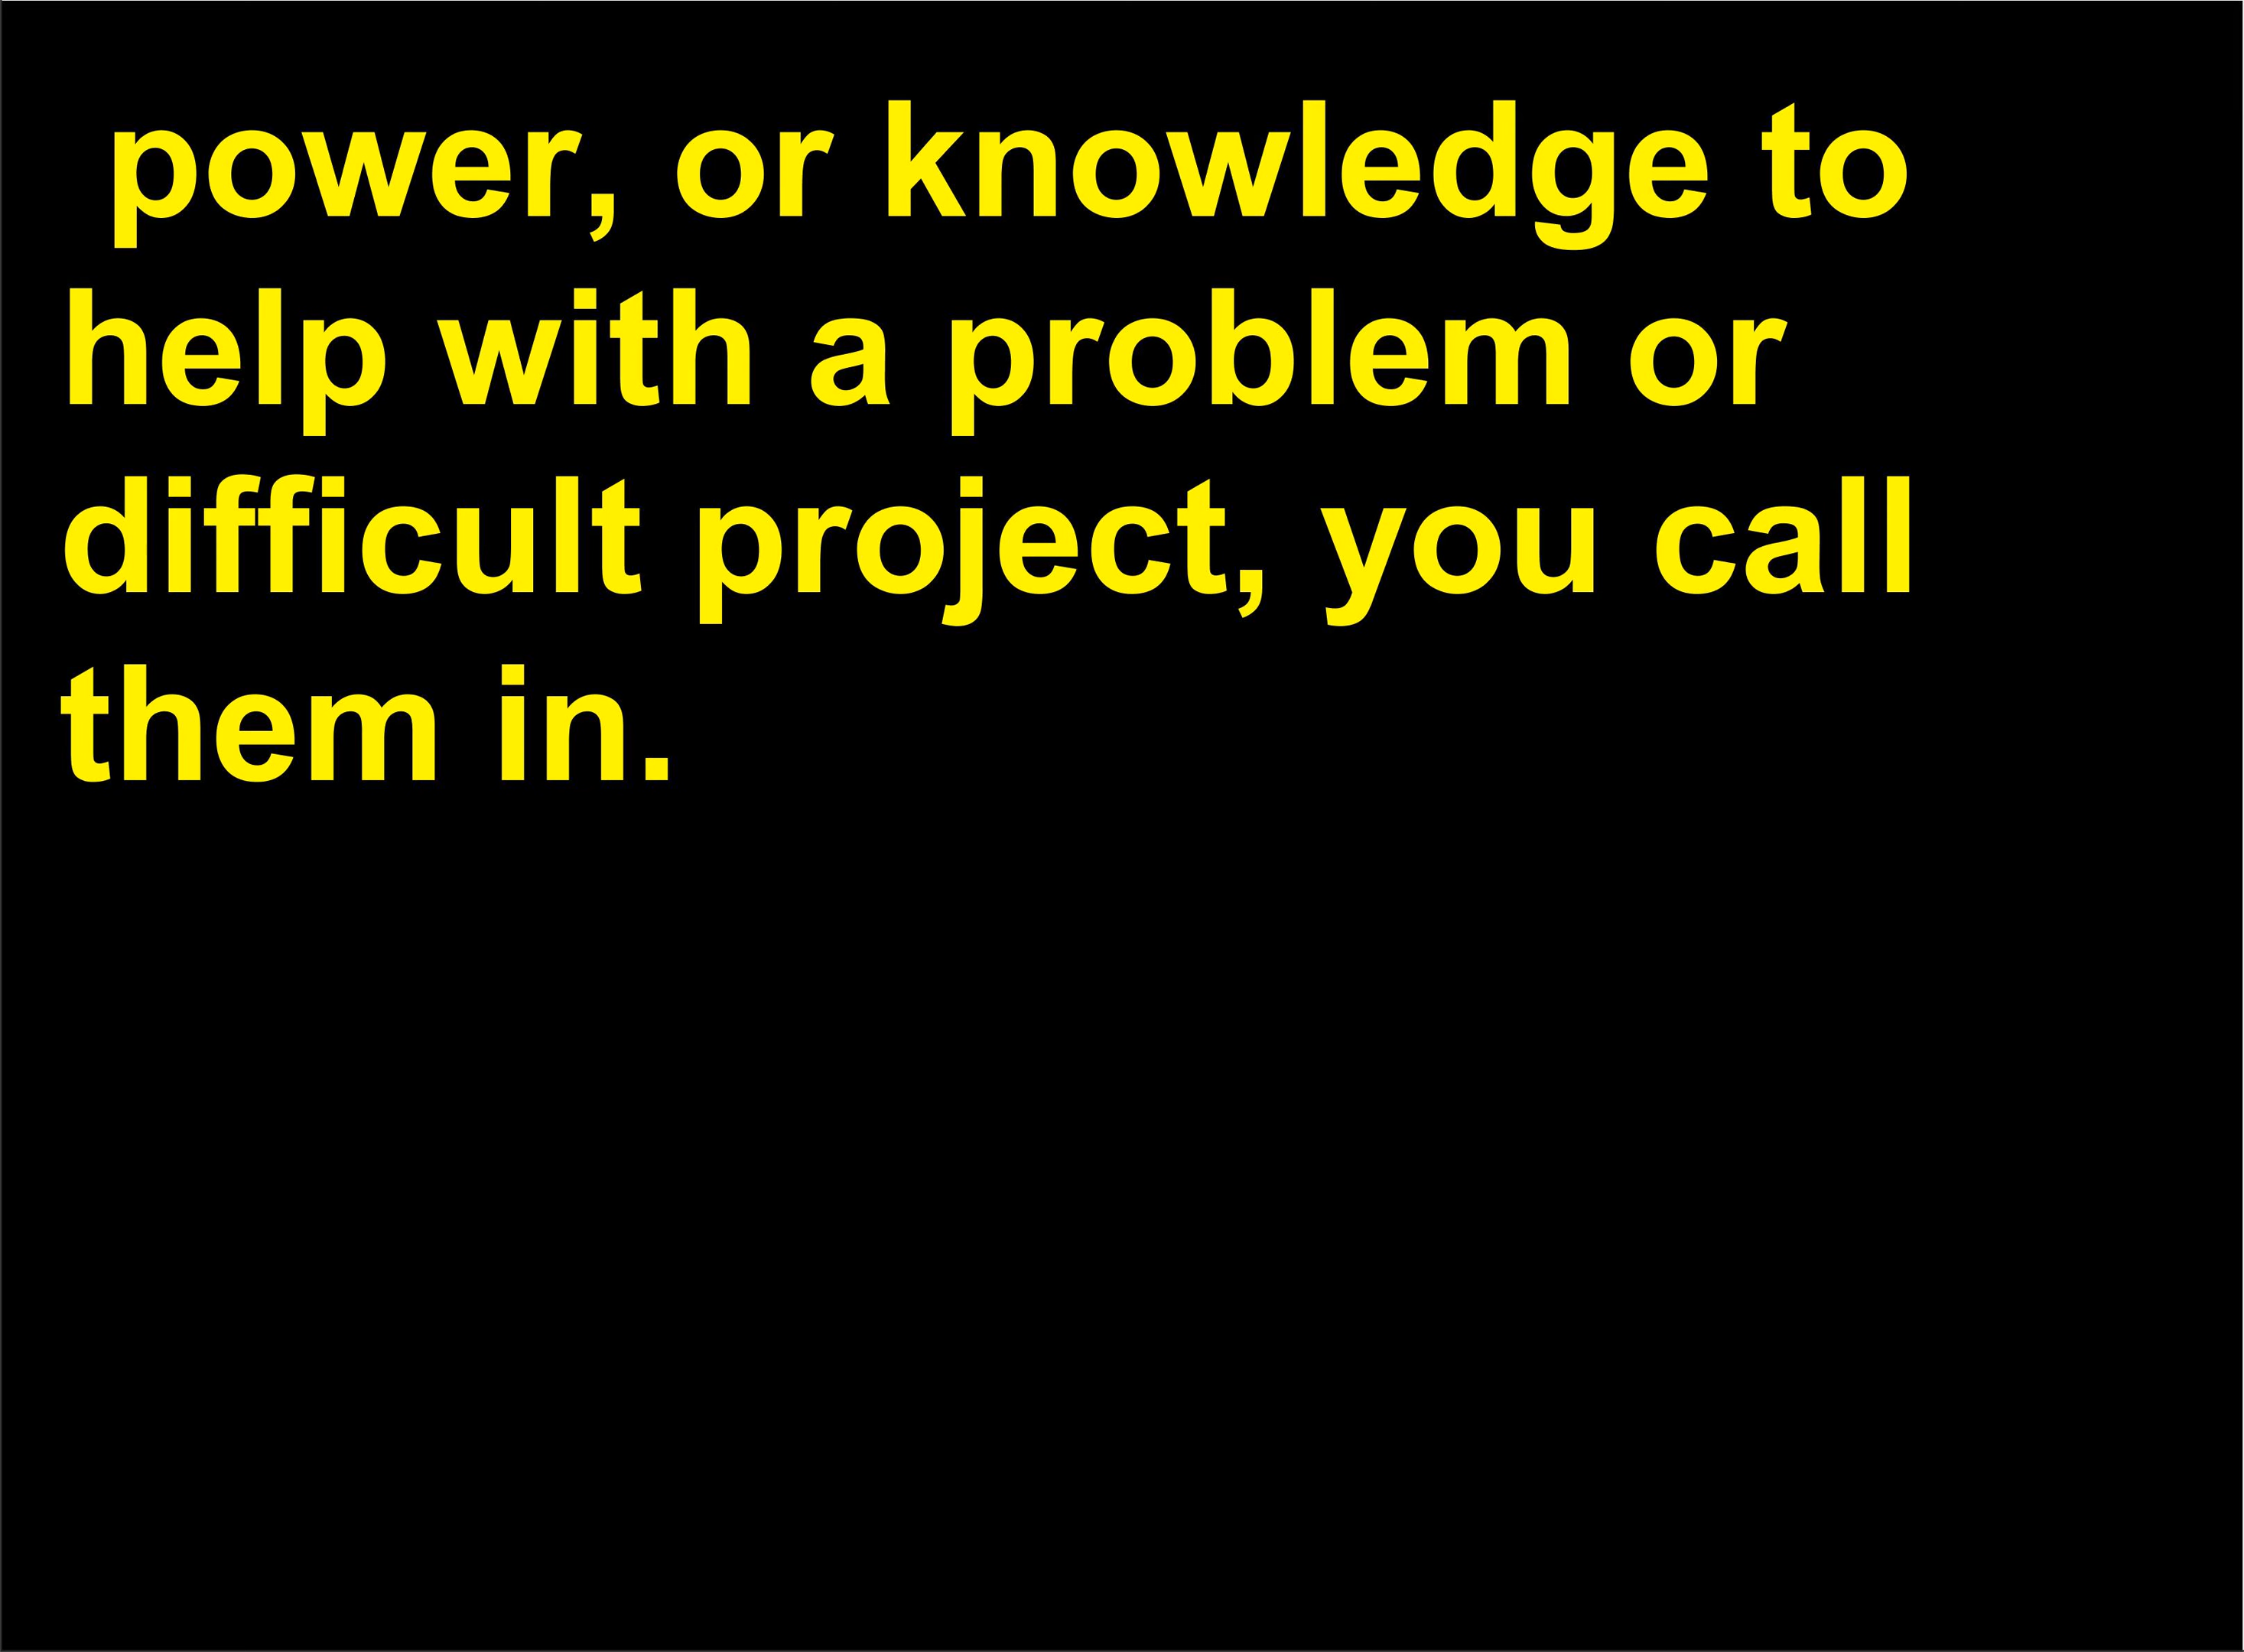 power, or knowledge to
help with a problem or
difficult project, you call
them in.